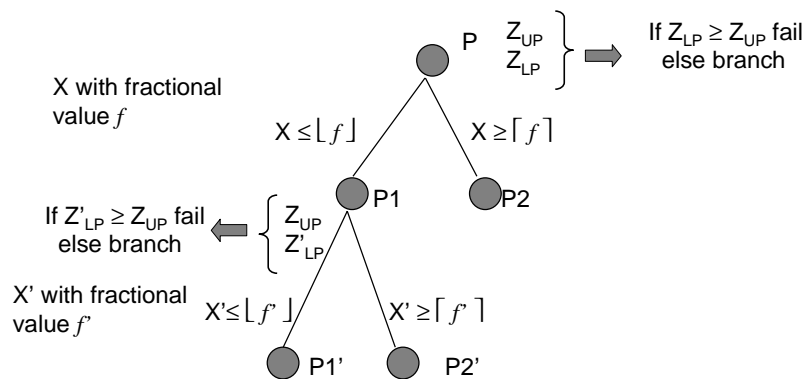 P
Z_UP
Z_LP
If Z_LP ≥ Z_UP fail
else branch
X with fractional
value f
X ≤⌊ f ⌋
X ≥⌈ f ⌉
P1
P2
If Z'_LP ≥ Z_UP fail
else branch
Z_UP
Z'_LP
X' with fractional
value f'
X'≤⌊ f' ⌋
X' ≥⌈ f' ⌉
P1'
P2'